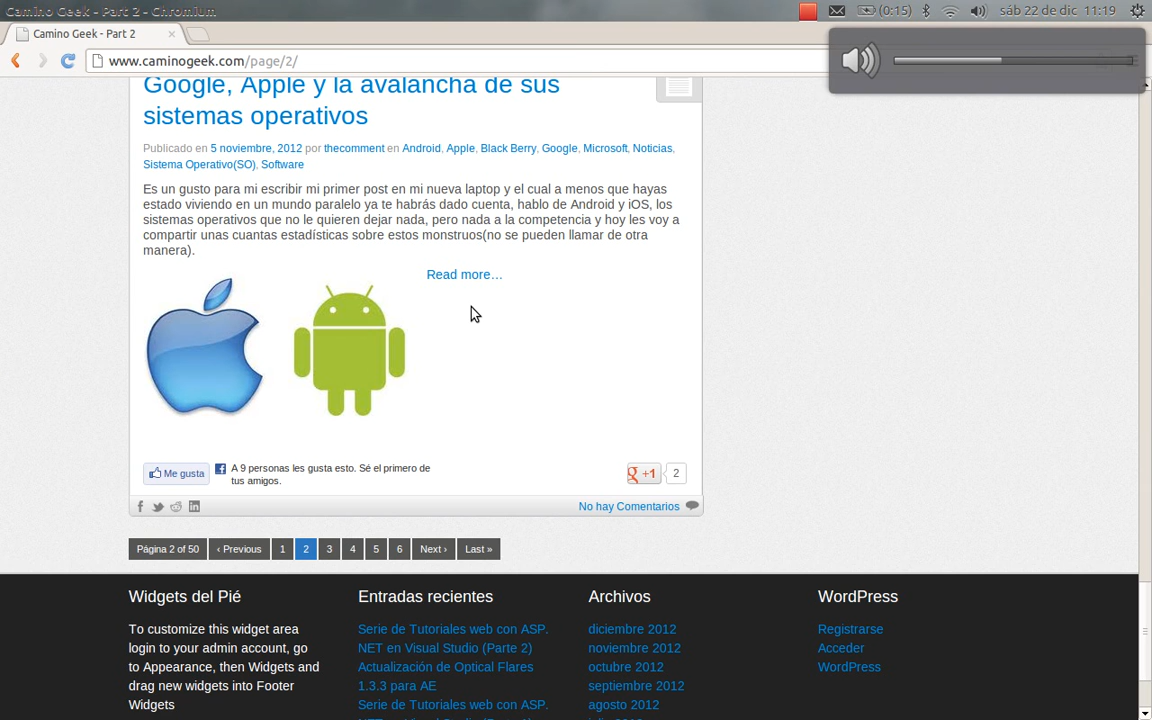 Camino Geek - Part 2 - Chromium
(0:15)
sáb 22 de dic 11:19
Camino Geek - Part 2
www.caminogeek.com/page/2/
Google, Apple y la avalancha de sus
sistemas operativos
Publicado en 5 noviembre, 2012 por thecomment en Android, Apple, Black Berry, Google, Microsoft, Noticias,
Sistema Operativo(SO), Software
Es un gusto para mi escribir mi primer post en mi nueva laptop y el cual a menos que hayas
estado viviendo en un mundo paralelo ya te habrás dado cuenta, hablo de Android y iOS, los
sistemas operativos que no le quieren dejar nada, pero nada a la competencia y hoy les voy a
compartir unas cuantas estadísticas sobre estos monstruos(no se pueden llamar de otra
manera).
Read more…
Me gusta
A 9 personas les gusta esto. Sé el primero de
tus amigos.
g +1
2
No hay Comentarios
Página 2 of 50
‹ Previous
1
2
3
4
5
6
Next ›
Last »
Widgets del Pié
To customize this widget area
login to your admin account, go
to Appearance, then Widgets and
drag new widgets into Footer
Widgets
Entradas recientes
Serie de Tutoriales web con ASP.
NET en Visual Studio (Parte 2)
Actualización de Optical Flares
1.3.3 para AE
Serie de Tutoriales web con ASP.
Archivos
diciembre 2012
noviembre 2012
octubre 2012
septiembre 2012
agosto 2012
WordPress
Registrarse
Acceder
WordPress